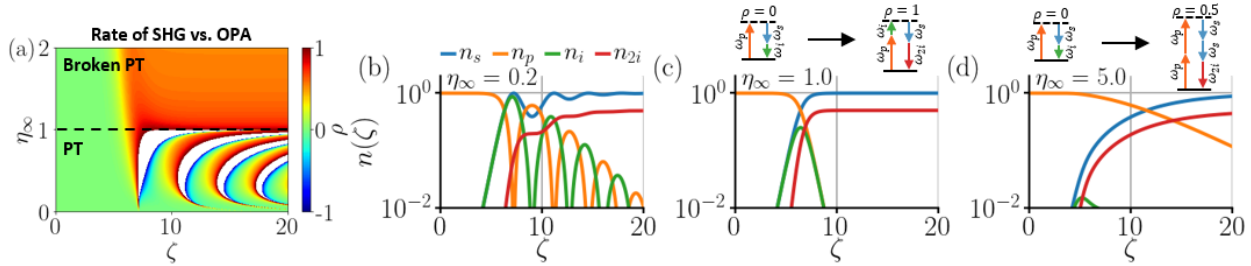 Rate of SHG vs. OPA
(a)
Broken PT
PT
η∞
2
1
0
0
10
20
ζ
1
0
-1
ρ
n_s n_p n_i n_2i
(b)
η∞ = 0.2
n(ζ)
10^0
10^-2
0
10
20
ζ
ρ = 0
ω_p
ω_s
ω_i
ρ = 1
ω_i
ω_p
ω_s
ω_2i
(c)
η∞ = 1.0
10^0
10^-2
0
10
20
ζ
ρ = 0
ω_p
ω_s
ω_i
ρ = 0.5
ω_p
ω_p
ω_s
ω_s
ω_2i
(d)
η∞ = 5.0
10^0
10^-2
0
10
20
ζ